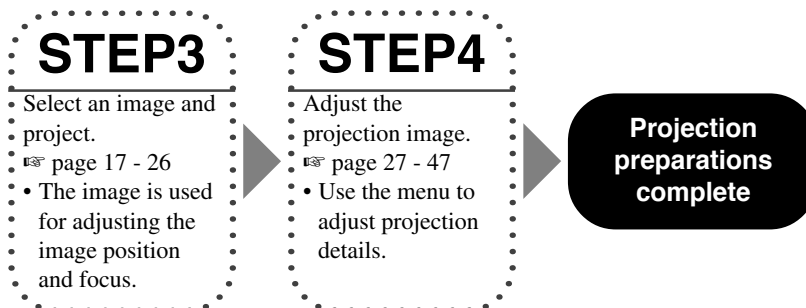 STEP3
Select an image and
project.
☞ page 17 - 26
• The image is used
for adjusting the
image position
and focus.
STEP4
Adjust the
projection image.
☞ page 27 - 47
• Use the menu to
adjust projection
details.
Projection
preparations
complete